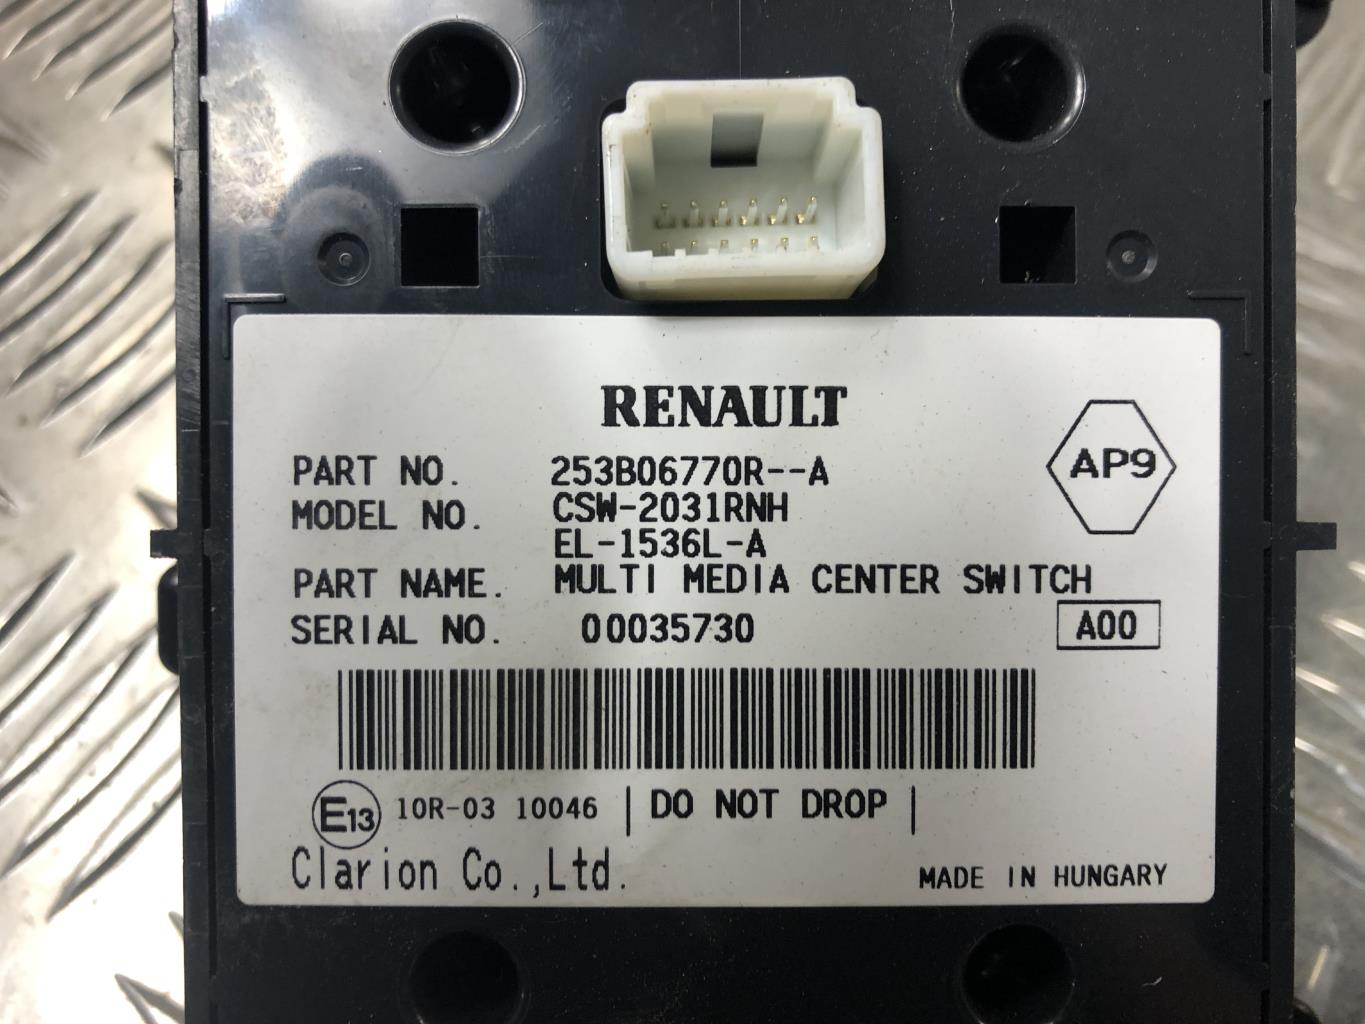 RENAULT
AP9
PART NO. 253B06770R--A
MODEL NO. CSW-2031RNH
EL-1536L-A
PART NAME. MULTI MEDIA CENTER SWITCH
SERIAL NO. 00035730
A00
E13 10R-03 10046 | DO NOT DROP |
Clarion Co.,Ltd.
MADE IN HUNGARY